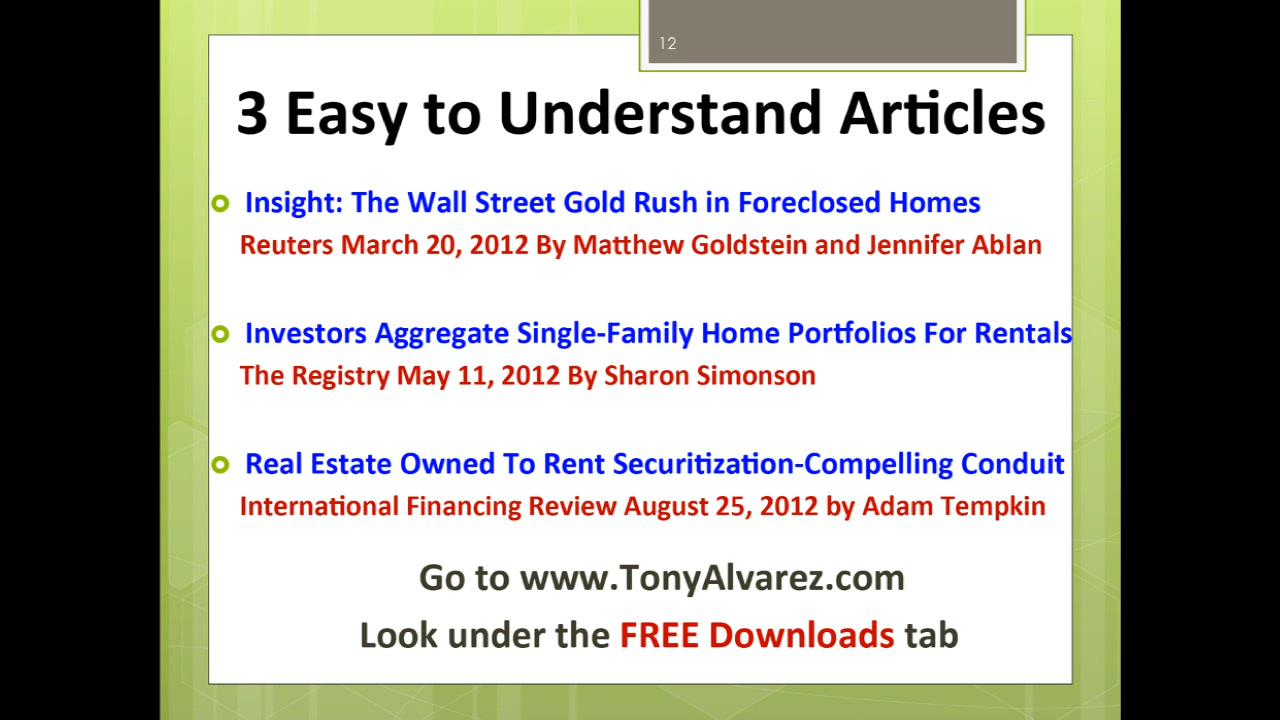 12
3 Easy to Understand Articles
Insight: The Wall Street Gold Rush in Foreclosed Homes
Reuters March 20, 2012 By Matthew Goldstein and Jennifer Ablan
Investors Aggregate Single-Family Home Portfolios For Rentals
The Registry May 11, 2012 By Sharon Simonson
Real Estate Owned To Rent Securitization-Compelling Conduit
International Financing Review August 25, 2012 by Adam Tempkin
Go to www.TonyAlvarez.com
Look under the FREE Downloads tab